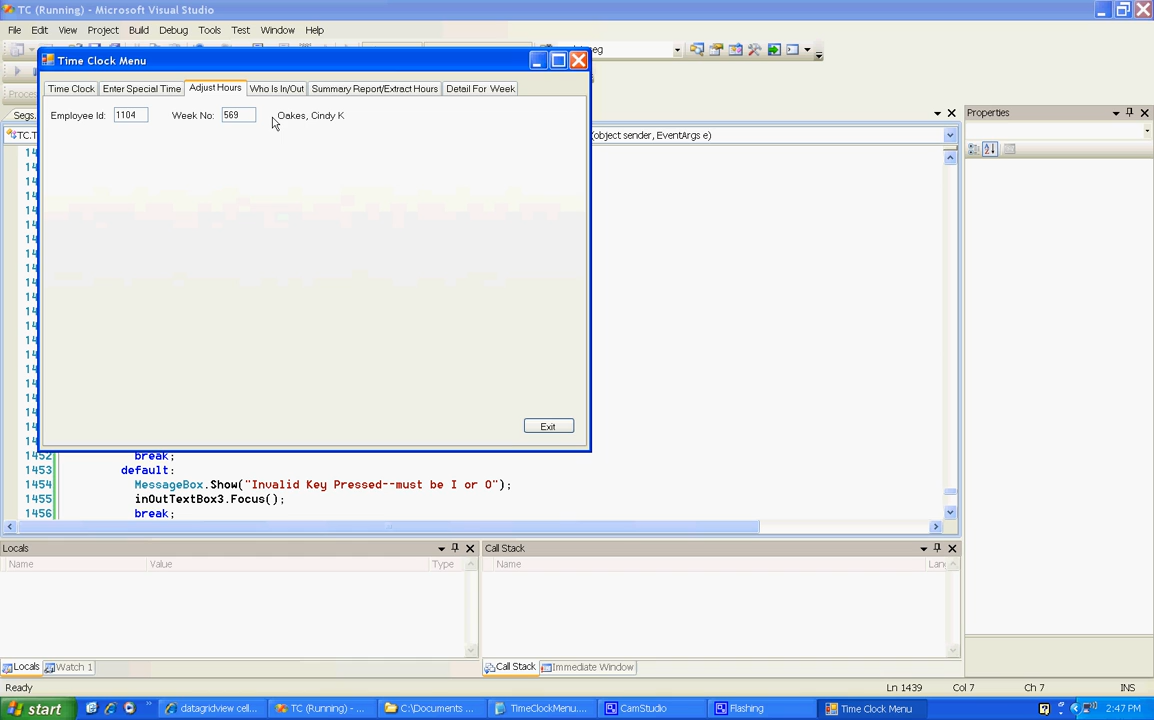 TC (Running) - Microsoft Visual Studio
File Edit View Project Build Debug Tools Test Window Help
Time Clock Menu
Time Clock Enter Special Time Adjust Hours Who Is In/Out Summary Report/Extract Hours Detail For Week
Employee Id: 1104 Week No: 569 Oakes, Cindy K
Exit
Segs.
Properties
TC.T
(object sender, EventArgs e)
1452 break;
1453 default:
1454 MessageBox.Show("Invalid Key Pressed--must be I or O");
1455 inOutTextBox3.Focus();
1456 break;
Locals
Name Value Type
Call Stack
Name
Locals Watch 1
Call Stack Immediate Window
Ready Ln 1439 Col 7 Ch 7 INS
start datagridview cell... TC (Running) - ... C:\Documents ... TimeClockMenu.... CamStudio Flashing Time Clock Menu 2:47 PM